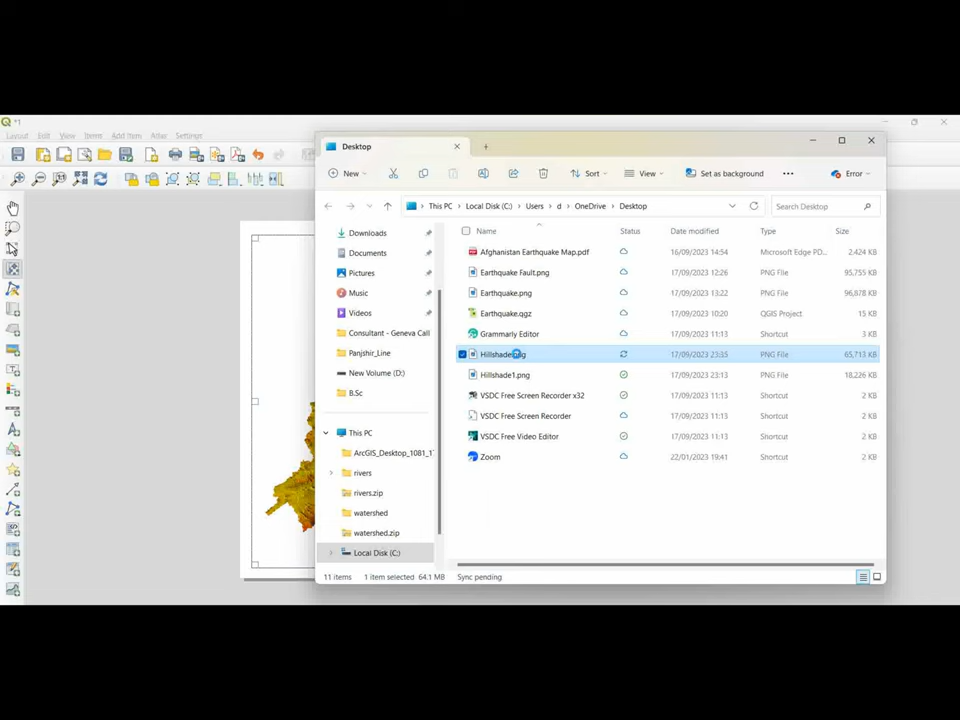 *1
Layout Edit View Items Add Item Atlas Settings
Desktop
New Sort View Set as background Error
This PC Local Disk (C:) Users d OneDrive Desktop Search Desktop
Name Status Date modified Type Size
Downloads
Documents
Pictures
Music
Videos
Consultant - Geneva Call
Panjshir_Line
New Volume (D:)
B.Sc
This PC
ArcGIS_Desktop_1081_1
rivers
rivers.zip
watershed
watershed.zip
Local Disk (C:)
Afghanistan Earthquake Map.pdf 16/09/2023 14:54 Microsoft Edge PD... 2,424 KB
Earthquake Fault.png 17/09/2023 12:26 PNG File 95,755 KB
Earthquake.png 17/09/2023 13:22 PNG File 96,878 KB
Earthquake.qgz 17/09/2023 10:20 QGIS Project 15 KB
Grammarly Editor 17/09/2023 11:13 Shortcut 3 KB
Hillshade.png 17/09/2023 23:35 PNG File 65,713 KB
Hillshade1.png 17/09/2023 23:13 PNG File 18,226 KB
VSDC Free Screen Recorder x32 17/09/2023 11:13 Shortcut 2 KB
VSDC Free Screen Recorder 17/09/2023 11:13 Shortcut 2 KB
VSDC Free Video Editor 17/09/2023 11:13 Shortcut 2 KB
Zoom 22/01/2023 19:41 Shortcut 2 KB
11 items 1 item selected 64.1 MB Sync pending